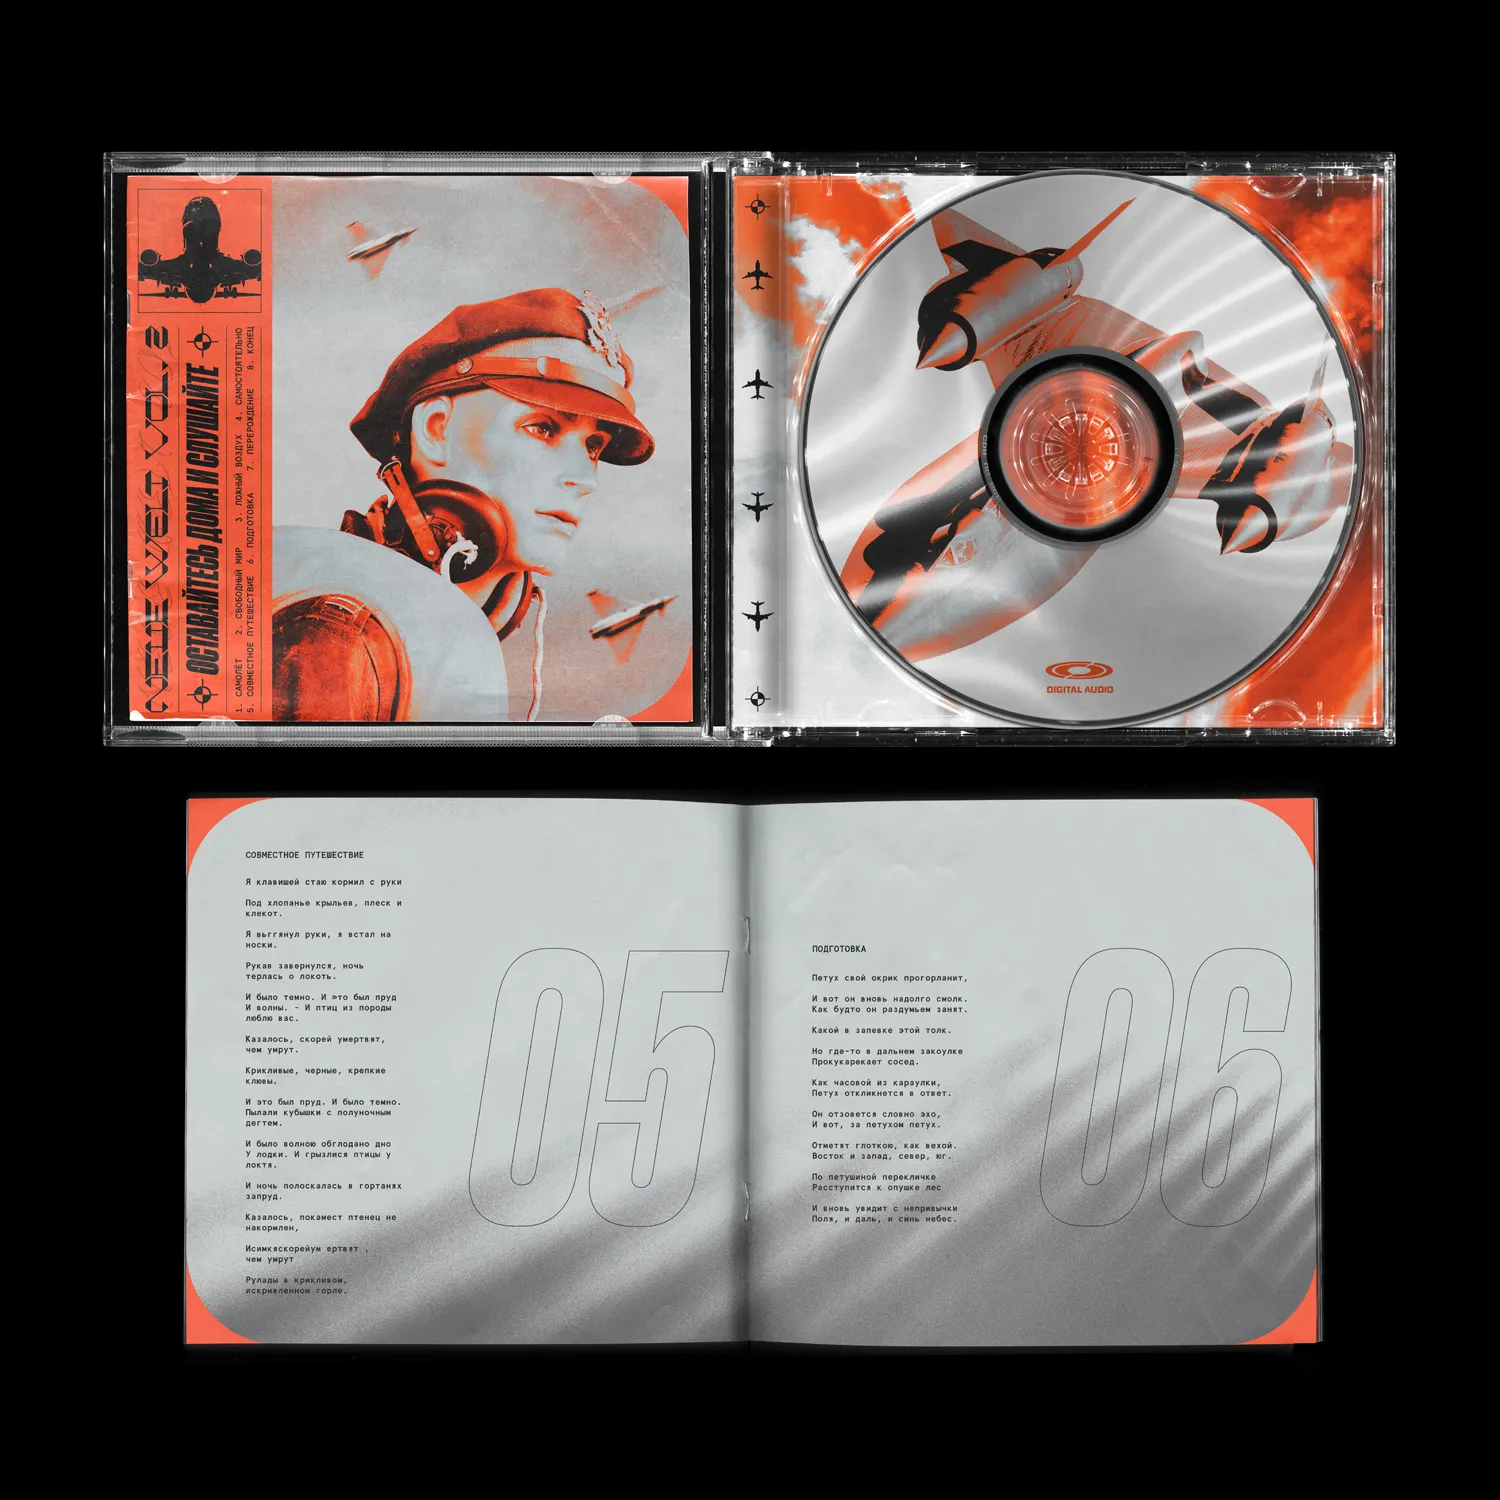 NEUE WELT VOL. 2
ОСТАВАЙТЕСЬ ДОМА И СЛУШАЙТЕ
1. САМОЛЁТ 2. СВОБОДНЫЙ МИР 3. ЛОЖНЫЙ ВОЗДУХ 4. САМОСТОЯТЕЛЬНО
5. СОВМЕСТНОЕ ПУТЕШЕСТВИЕ 6. ПОДГОТОВКА 7. ПЕРЕРОЖДЕНИЕ 8. КОНЕЦ
DIGITAL AUDIO
СОВМЕСТНОЕ ПУТЕШЕСТВИЕ
Я клавишей стаю кормил с руки
Под хлопанье крыльев, плеск и
клекот.
Я выгтянул руки, я встал на
носки.
Рукав завернулся, ночь
терлась о локоть.
И было темно. И »то был пруд
И волны. - И птиц из породы
люблю вас.
Казалось, скорей умертвят,
чем умрут.
Крикливые, черные, крепкие
клювы.
И это был пруд. И было темно.
Пылали кубышки с полуночным
дегтем.
И было волною обглодано дно
У лодки. И грызлися птицы у
локтя.
И ночь полоскалась в гортанях
запруд.
Казалось, покамест птенец не
накормлен,
Исимкяскорейум ертвят ,
чем умрут
Рулады в крикливом,
искривленном горле.
05
ПОДГОТОВКА
Петух свой окрик прогорланит,
И вот он вновь надолго смолк.
Как будто он раздумьем занят.
Какой в запевке этой толк.
Но где-то в дальнем закоулке
Прокукарекает сосед.
Как часовой из караулки,
Петух откликнется в ответ.
Он отзовется словно эхо,
И вот, за петухом петух.
Отметят глоткою, как вехой.
Восток и запад, север, юг.
По петушиной перекличке
Расступится к опушке лес
И вновь увидит с непривычки
Поля, и даль, и синь небес.
06